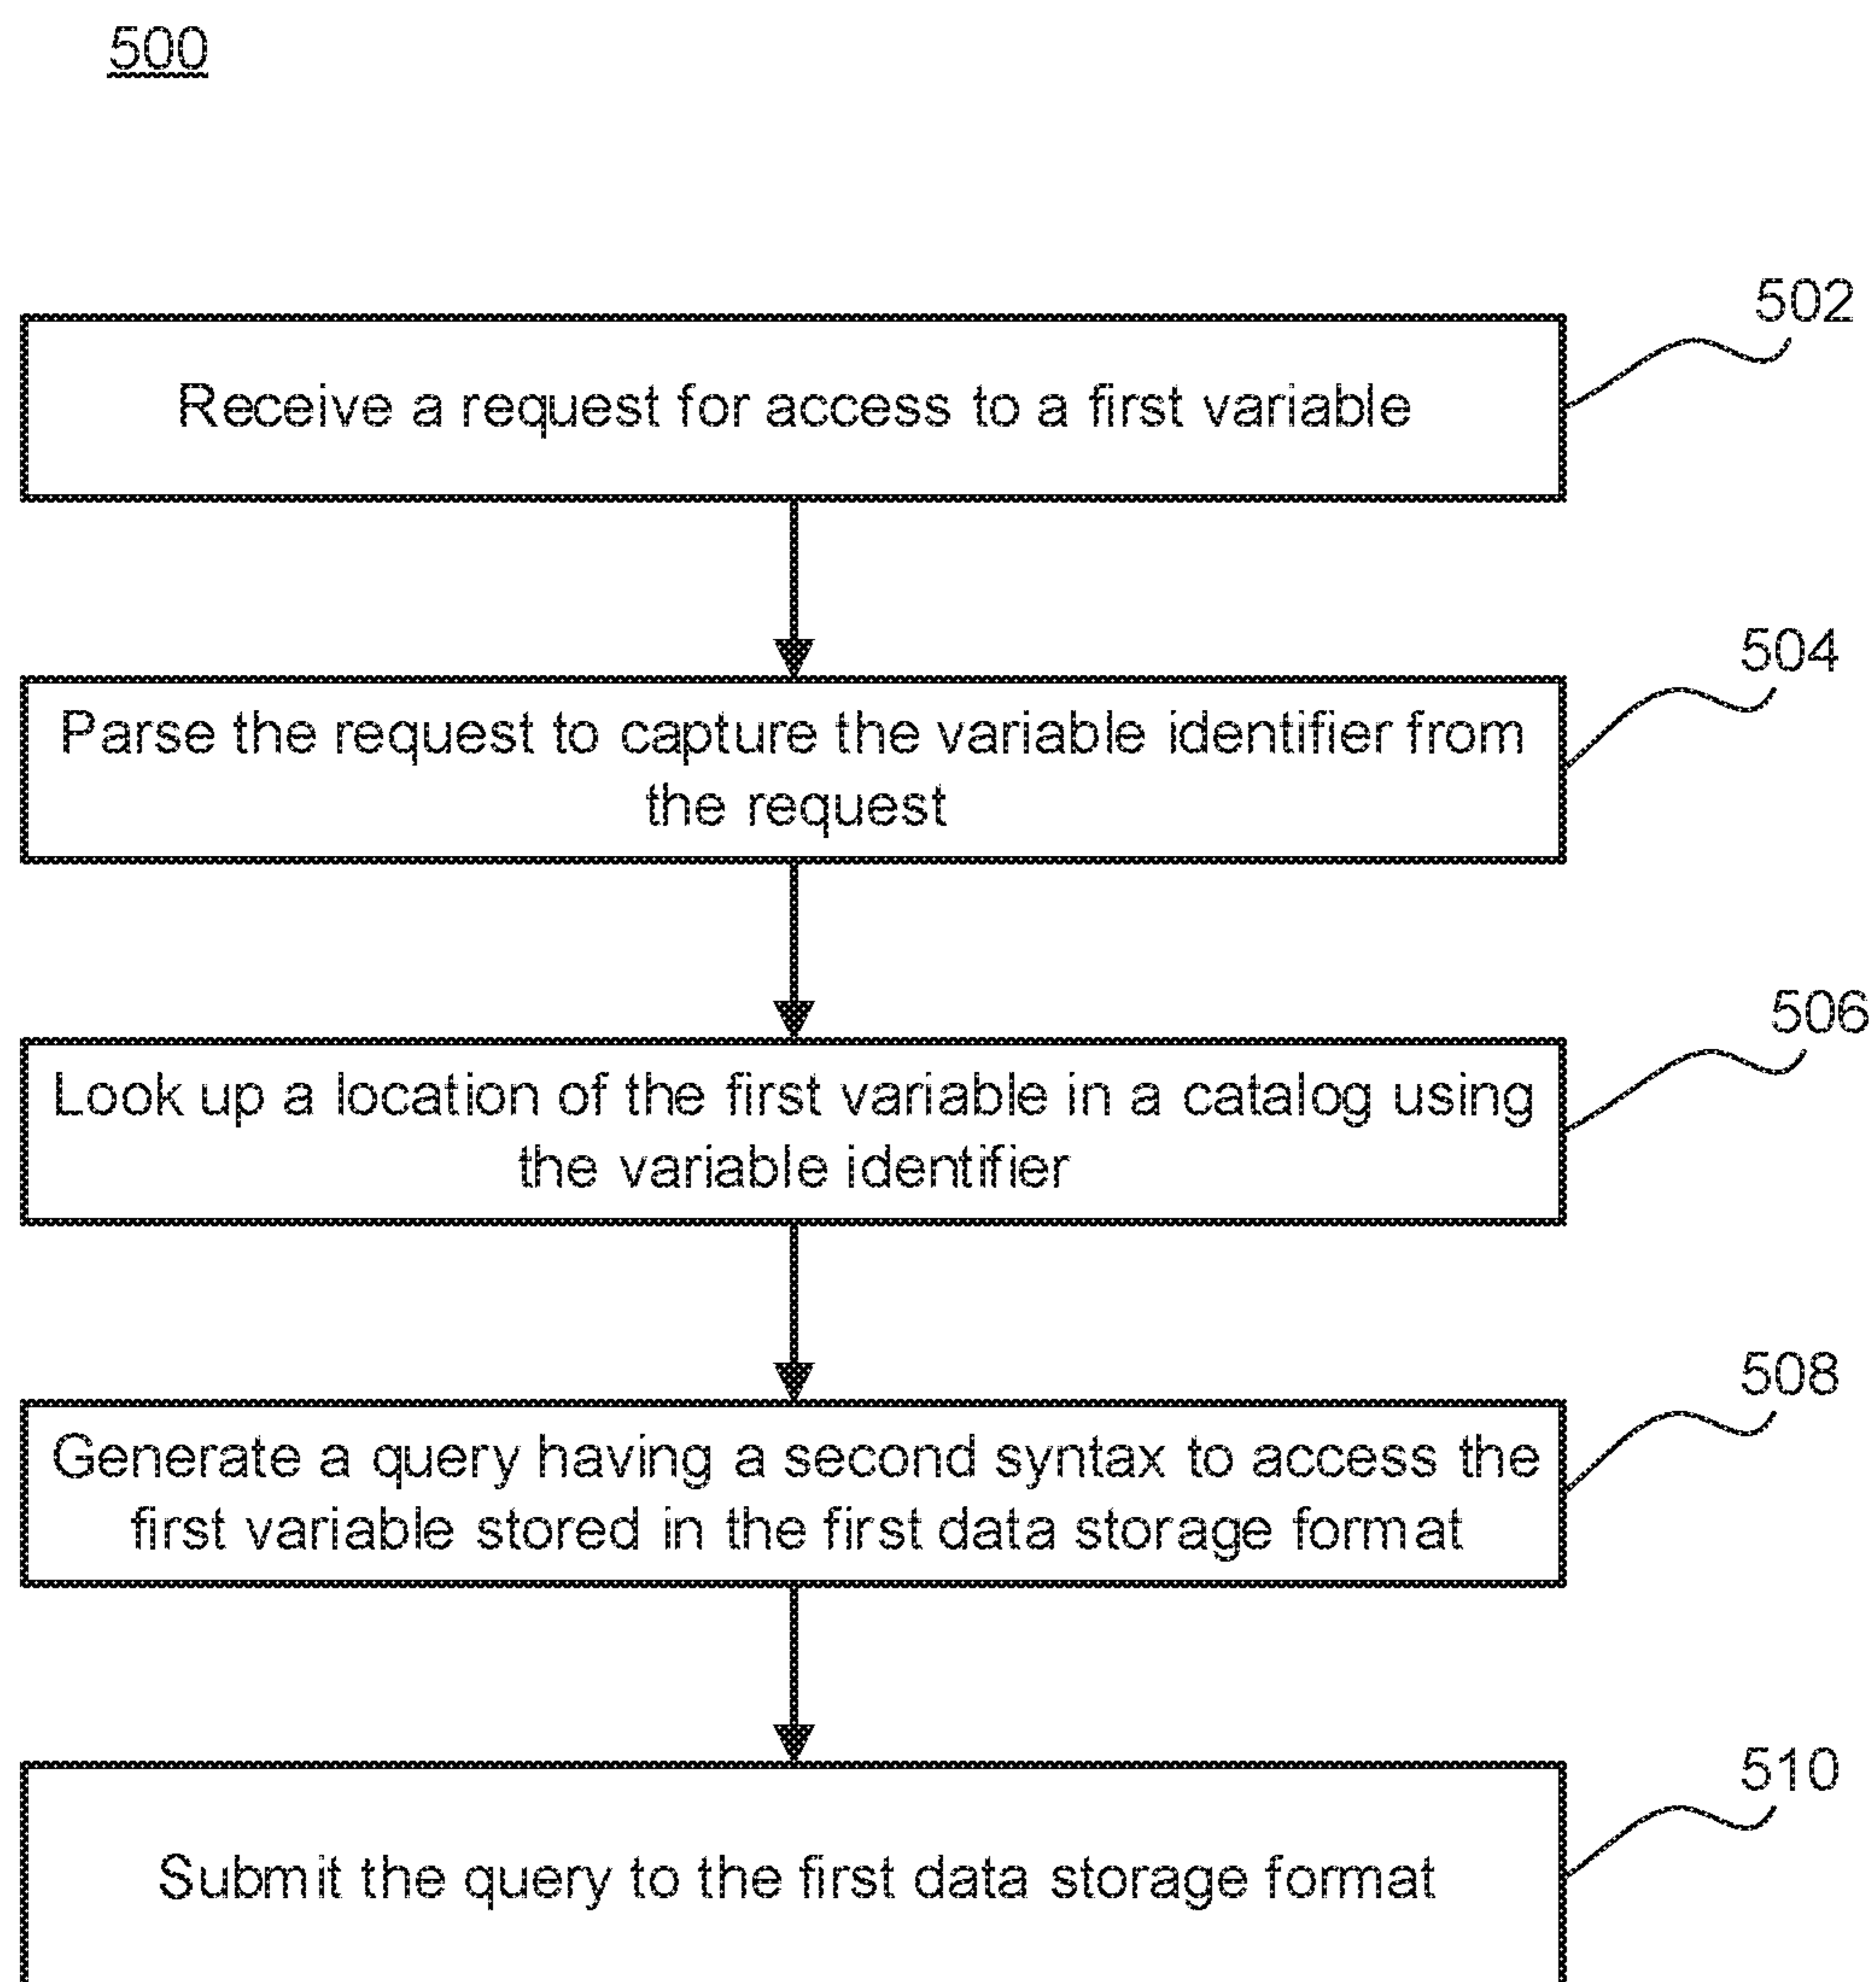 500
502
Receive a request for access to a first variable
504
Parse the request to capture the variable identifier from
the request
506
Look up a location of the first variable in a catalog using
the variable identifier
508
Generate a query having a second syntax to access the
first variable stored in the first data storage format
510
Submit the query to the first data storage format